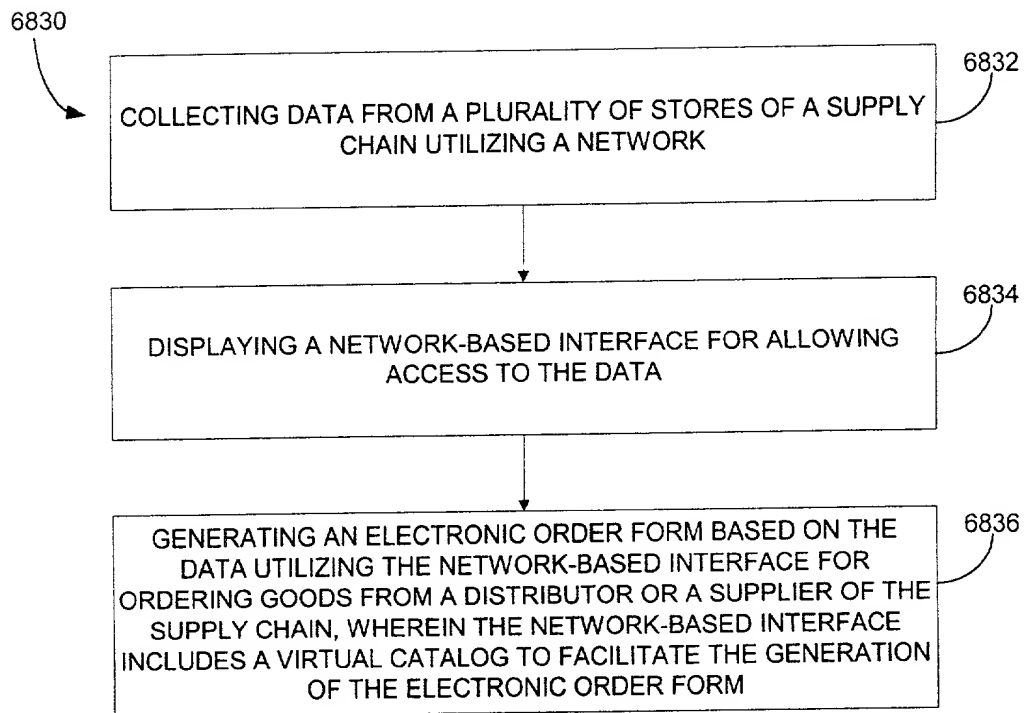 6830
6832
COLLECTING DATA FROM A PLURALITY OF STORES OF A SUPPLY
CHAIN UTILIZING A NETWORK
6834
DISPLAYING A NETWORK-BASED INTERFACE FOR ALLOWING
ACCESS TO THE DATA
6836
GENERATING AN ELECTRONIC ORDER FORM BASED ON THE
DATA UTILIZING THE NETWORK-BASED INTERFACE FOR
ORDERING GOODS FROM A DISTRIBUTOR OR A SUPPLIER OF THE
SUPPLY CHAIN, WHEREIN THE NETWORK-BASED INTERFACE
INCLUDES A VIRTUAL CATALOG TO FACILITATE THE GENERATION
OF THE ELECTRONIC ORDER FORM